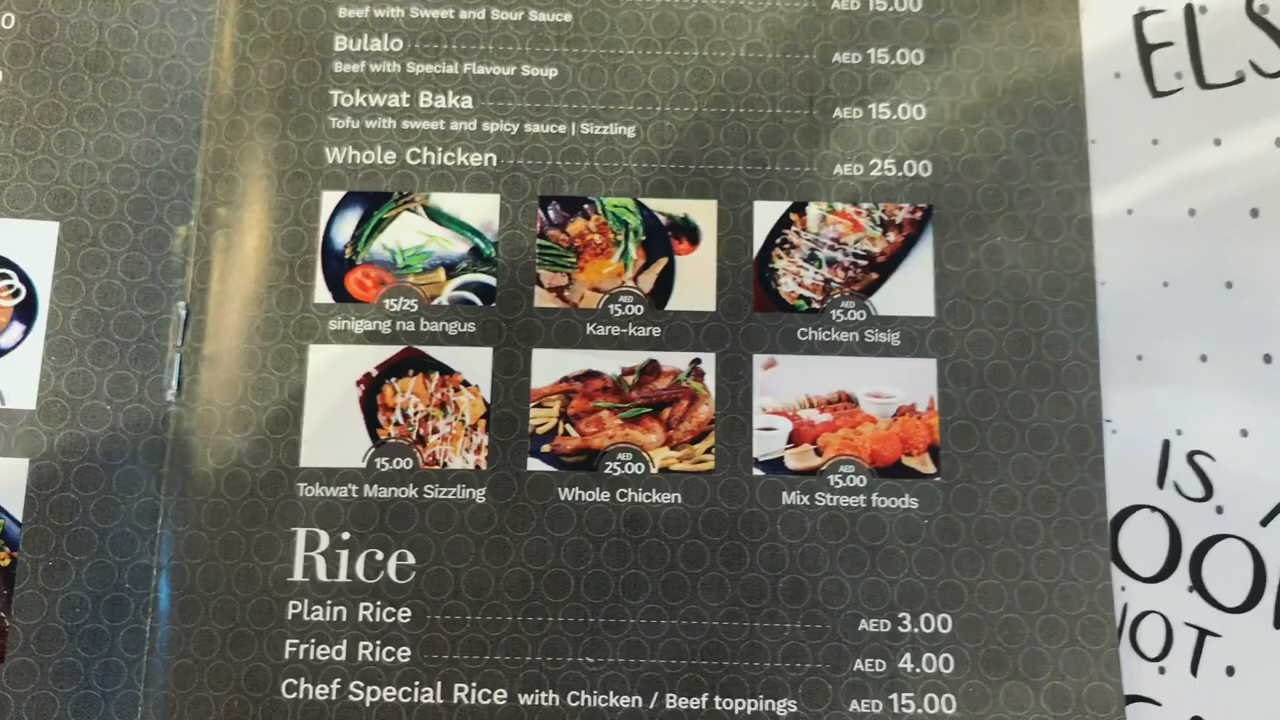 AED 15.00
Beef with Sweet and Sour Sauce
Bulalo AED 15.00
Beef with Special Flavour Soup
Tokwat Baka AED 15.00
Tofu with sweet and spicy sauce | Sizzling
Whole Chicken AED 25.00
15/25
sinigang na bangus
AED
15.00
Kare-kare
AED
15.00
Chicken Sisig
15.00
Tokwa't Manok Sizzling
AED
25.00
Whole Chicken
AED
15.00
Mix Street foods
Rice
Plain Rice AED 3.00
Fried Rice AED 4.00
Chef Special Rice with Chicken / Beef toppings AED 15.00
ELS
IS